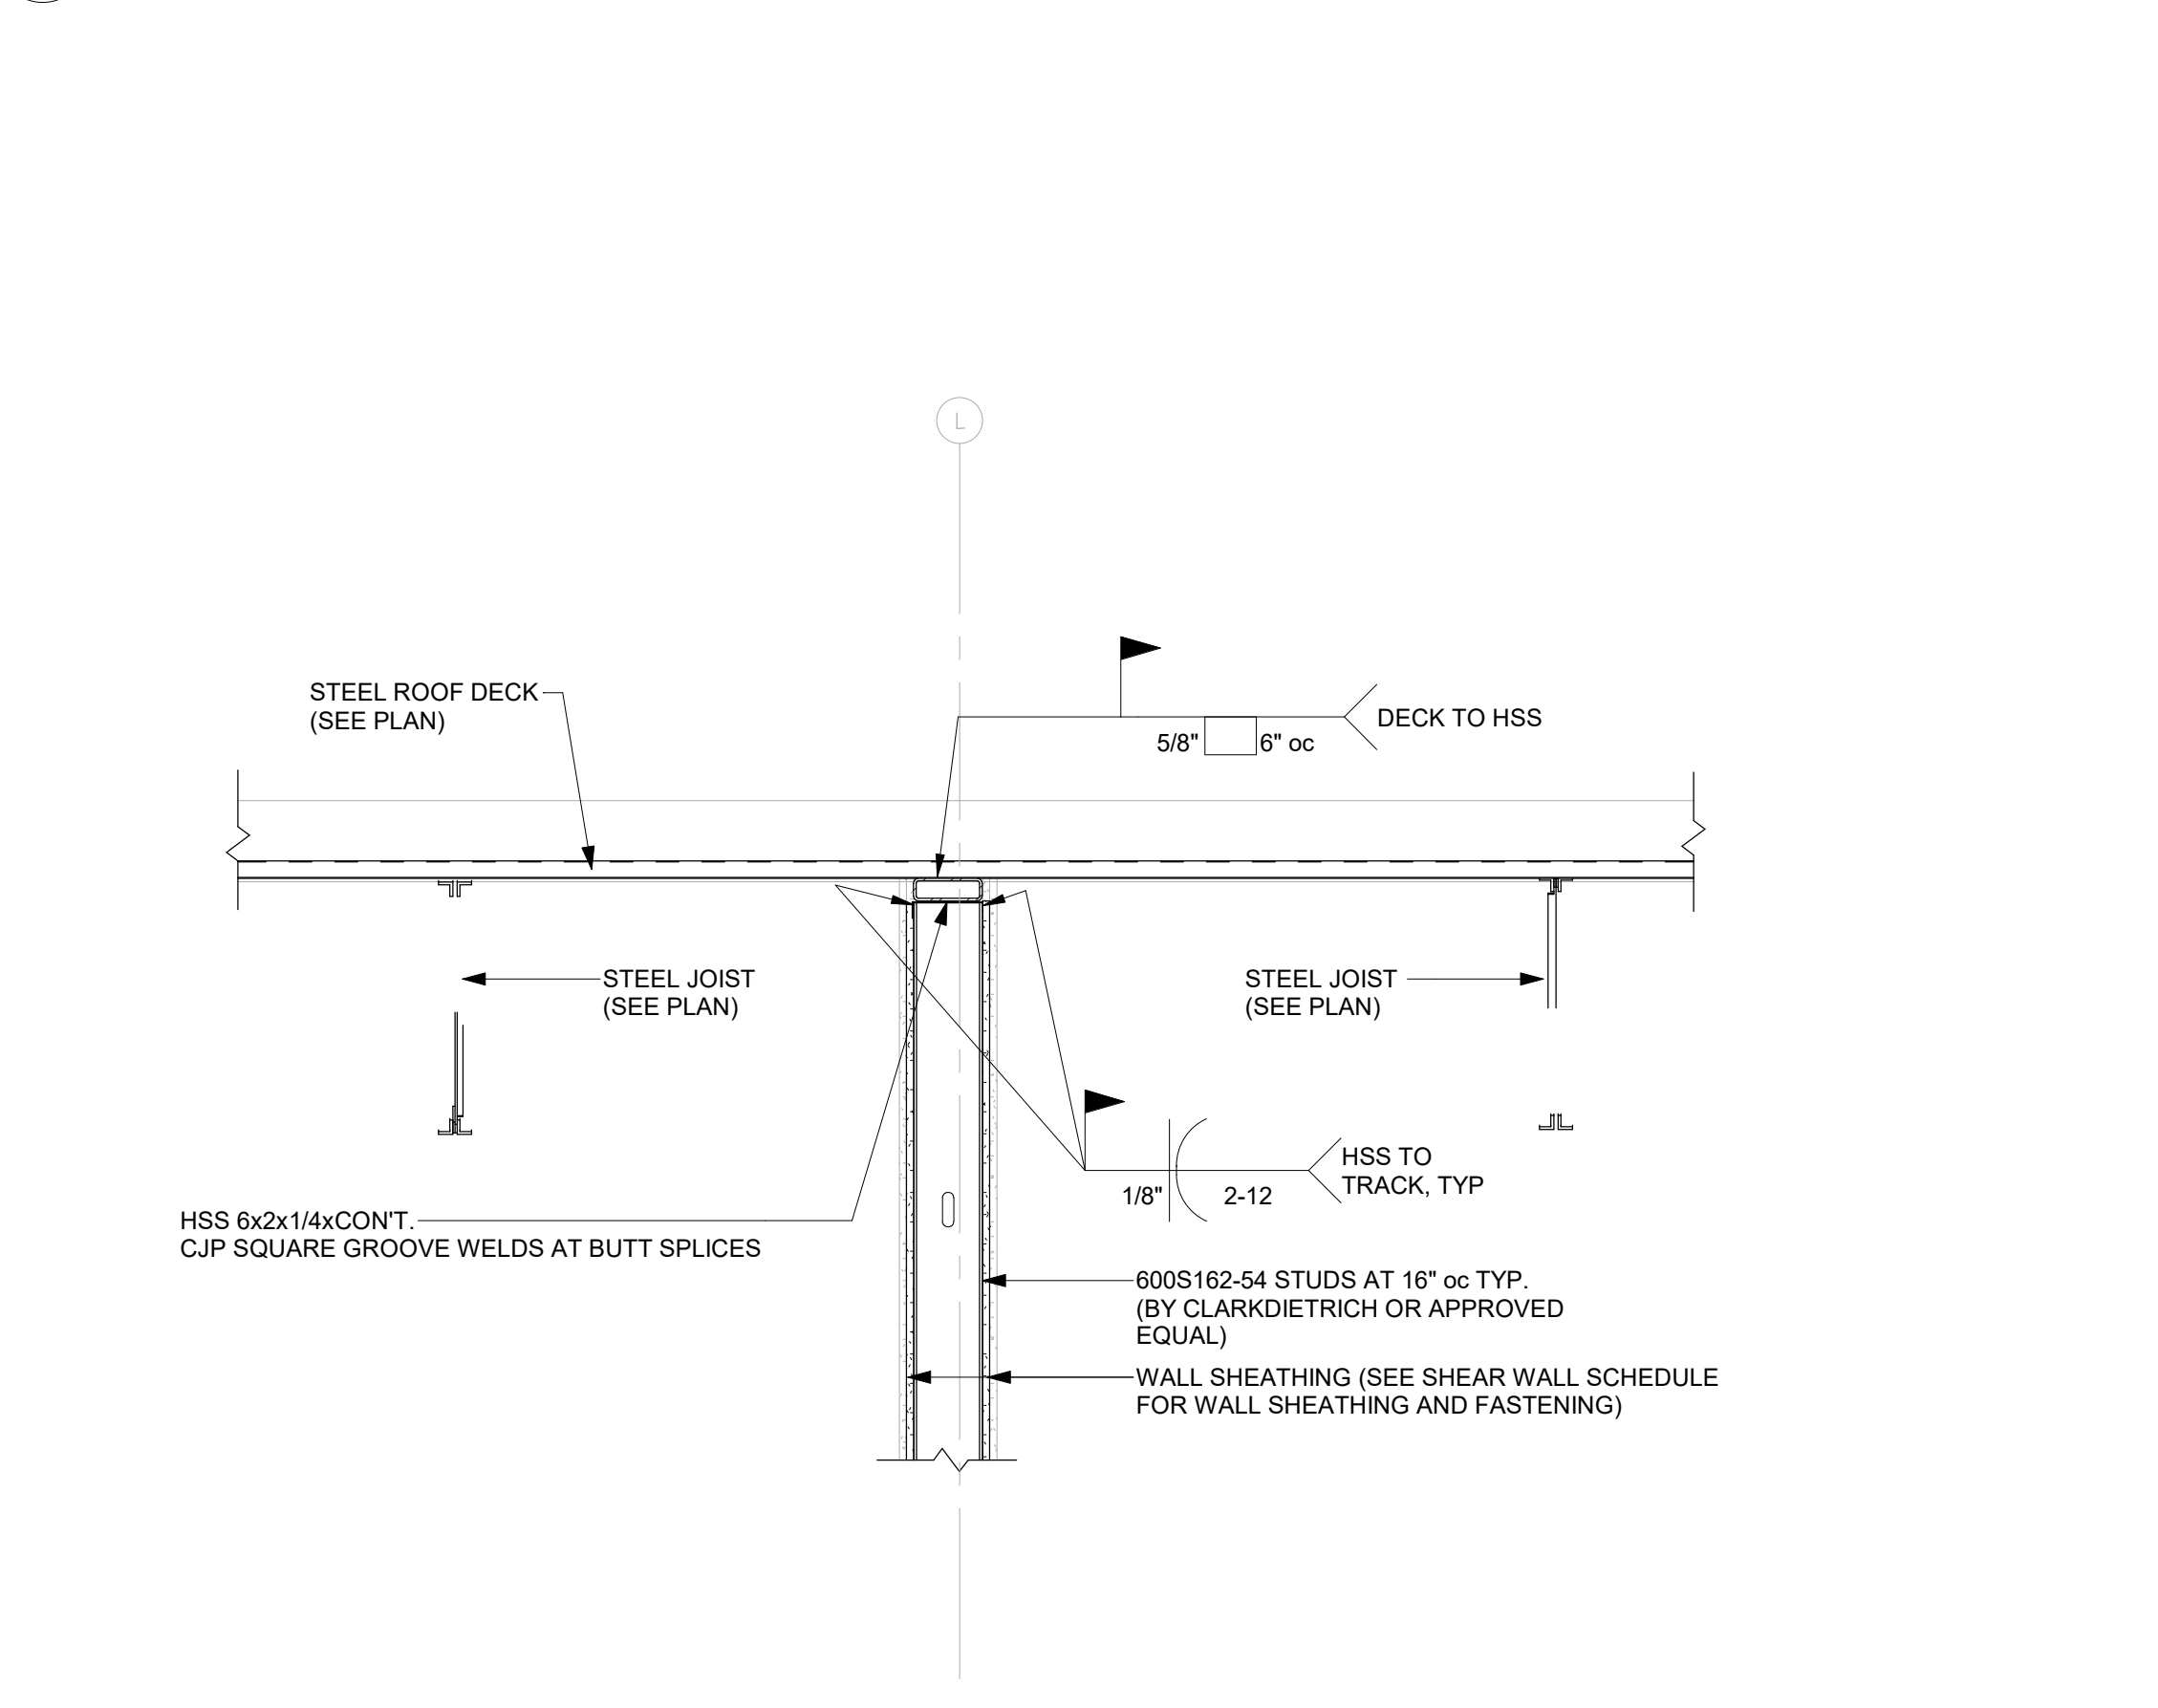 L
STEEL ROOF DECK
(SEE PLAN)
DECK TO HSS
5/8" 6" oc
STEEL JOIST
(SEE PLAN)
STEEL JOIST
(SEE PLAN)
HSS TO
TRACK, TYP
1/8" 2-12
HSS 6x2x1/4xCON'T.
CJP SQUARE GROOVE WELDS AT BUTT SPLICES
600S162-54 STUDS AT 16" oc TYP.
(BY CLARKDIETRICH OR APPROVED
EQUAL)
WALL SHEATHING (SEE SHEAR WALL SCHEDULE
FOR WALL SHEATHING AND FASTENING)